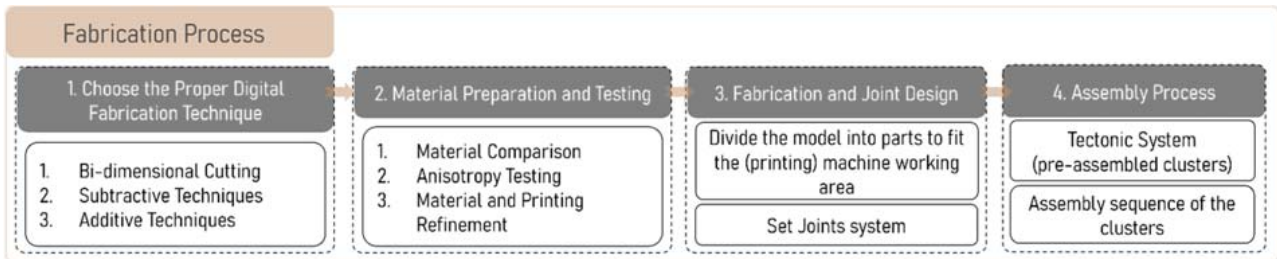 Fabrication Process
1. Choose the Proper Digital
Fabrication Technique
1. Bi-dimensional Cutting
2. Subtractive Techniques
3. Additive Techniques
2. Material Preparation and Testing
1. Material Comparison
2. Anisotropy Testing
3. Material and Printing
Refinement
3. Fabrication and Joint Design
Divide the model into parts to fit
the (printing) machine working
area
Set Joints system
4. Assembly Process
Tectonic System
(pre-assembled clusters)
Assembly sequence of the
clusters